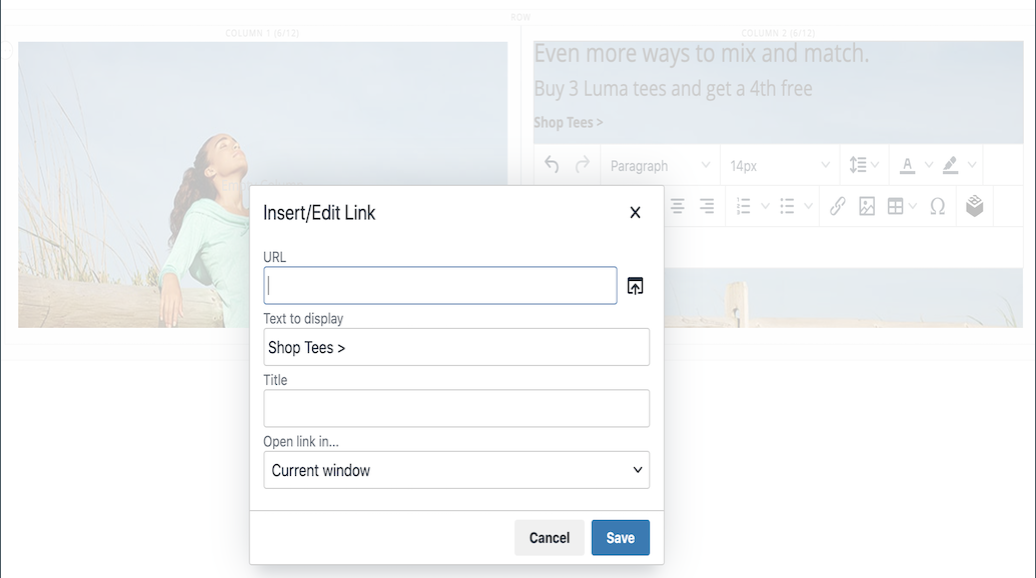 ROW
COLUMN 1 (6/12)
COLUMN 2 (6/12)
Even more ways to mix and match.
Buy 3 Luma tees and get a 4th free
Shop Tees >
Paragraph
14px
A
Insert/Edit Link
URL
Text to display
Shop Tees >
Title
Open link in...
Current window
Cancel
Save